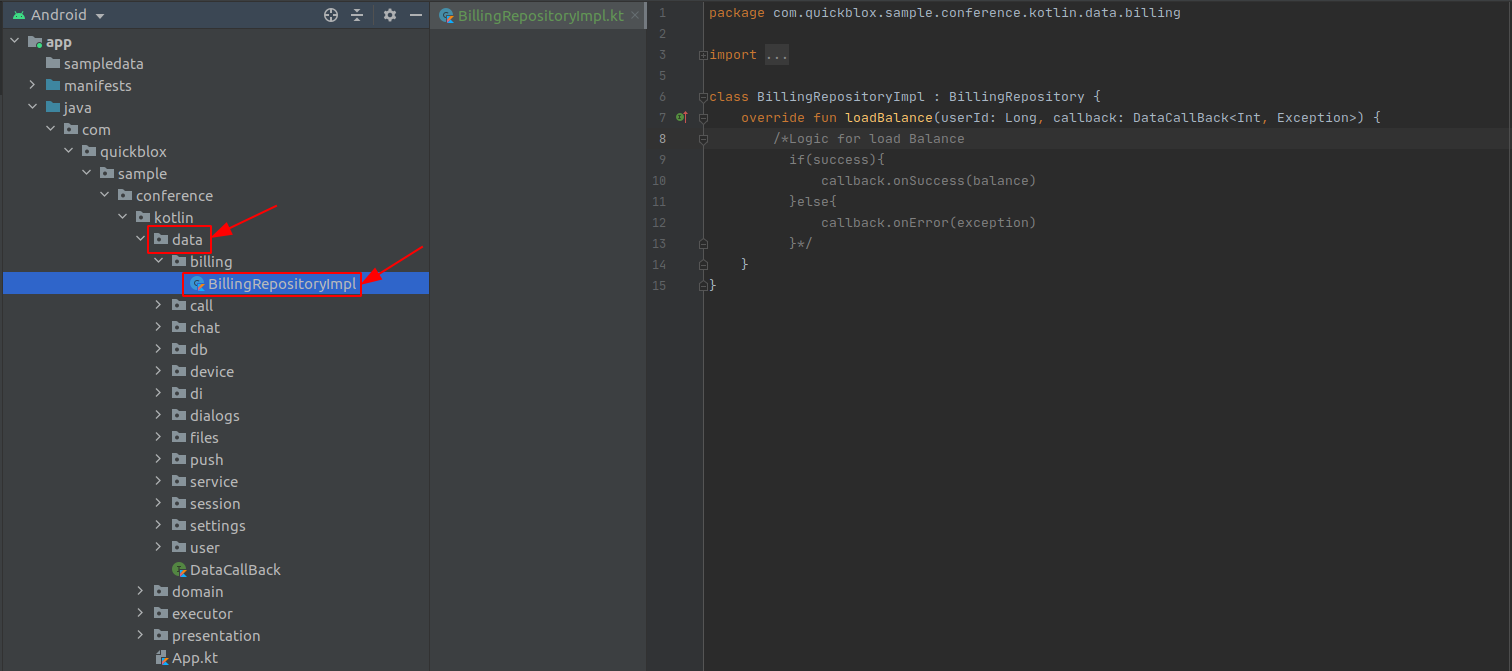 Android
app
sampledata
manifests
java
com
quickblox
sample
conference
kotlin
data
billing
BillingRepositoryImpl
call
chat
db
device
di
dialogs
files
push
service
session
settings
user
DataCallBack
domain
executor
presentation
App.kt
BillingRepositoryImpl.kt
1 package com.quickblox.sample.conference.kotlin.data.billing
2
3 import ...
5
6 class BillingRepositoryImpl : BillingRepository {
7 override fun loadBalance(userId: Long, callback: DataCallBack<Int, Exception>) {
8 /*Logic for load Balance
9 if(success){
10 callback.onSuccess(balance)
11 }else{
12 callback.onError(exception)
13 }*/
14 }
15 }